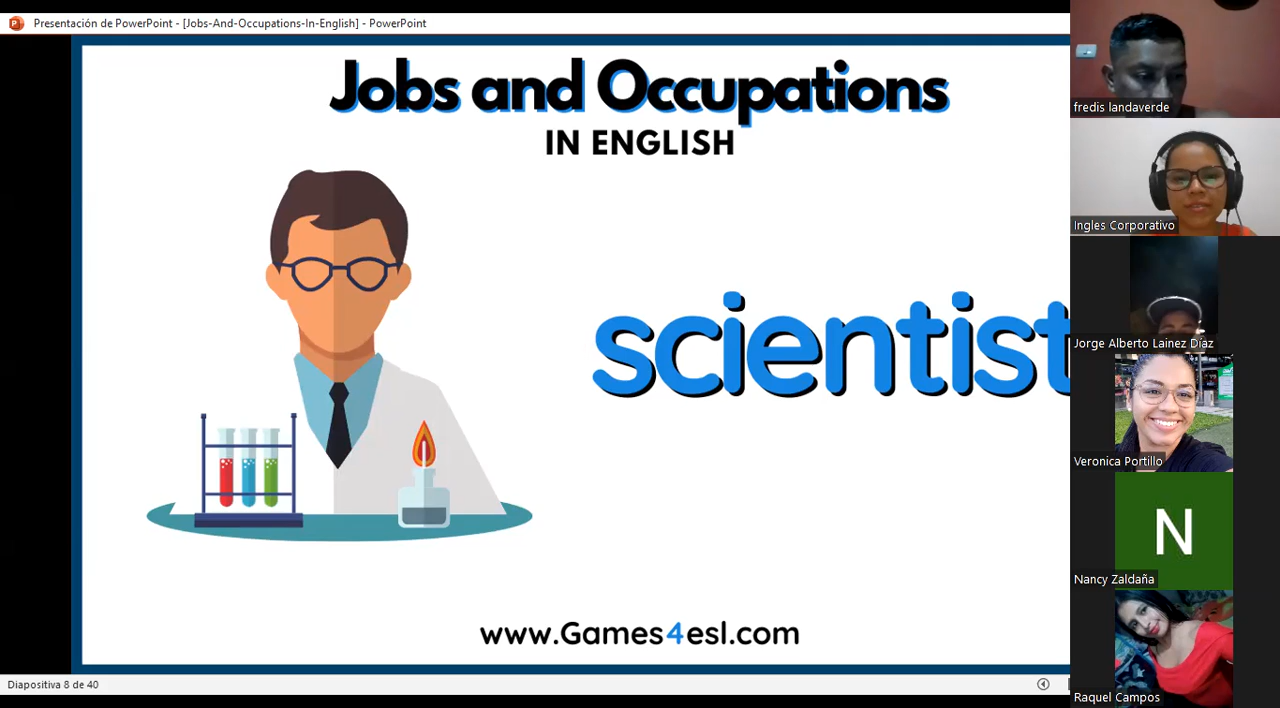 Presentación de PowerPoint - [Jobs-And-Occupations-In-English] - PowerPoint
Jobs and Occupations
IN ENGLISH
scientist
www.Games4esl.com
Diapositiva 8 de 40
fredis landaverde
Ingles Corporativo
Jorge Alberto Lainez Díaz
Veronica Portillo
N
Nancy Zaldaña
Raquel Campos